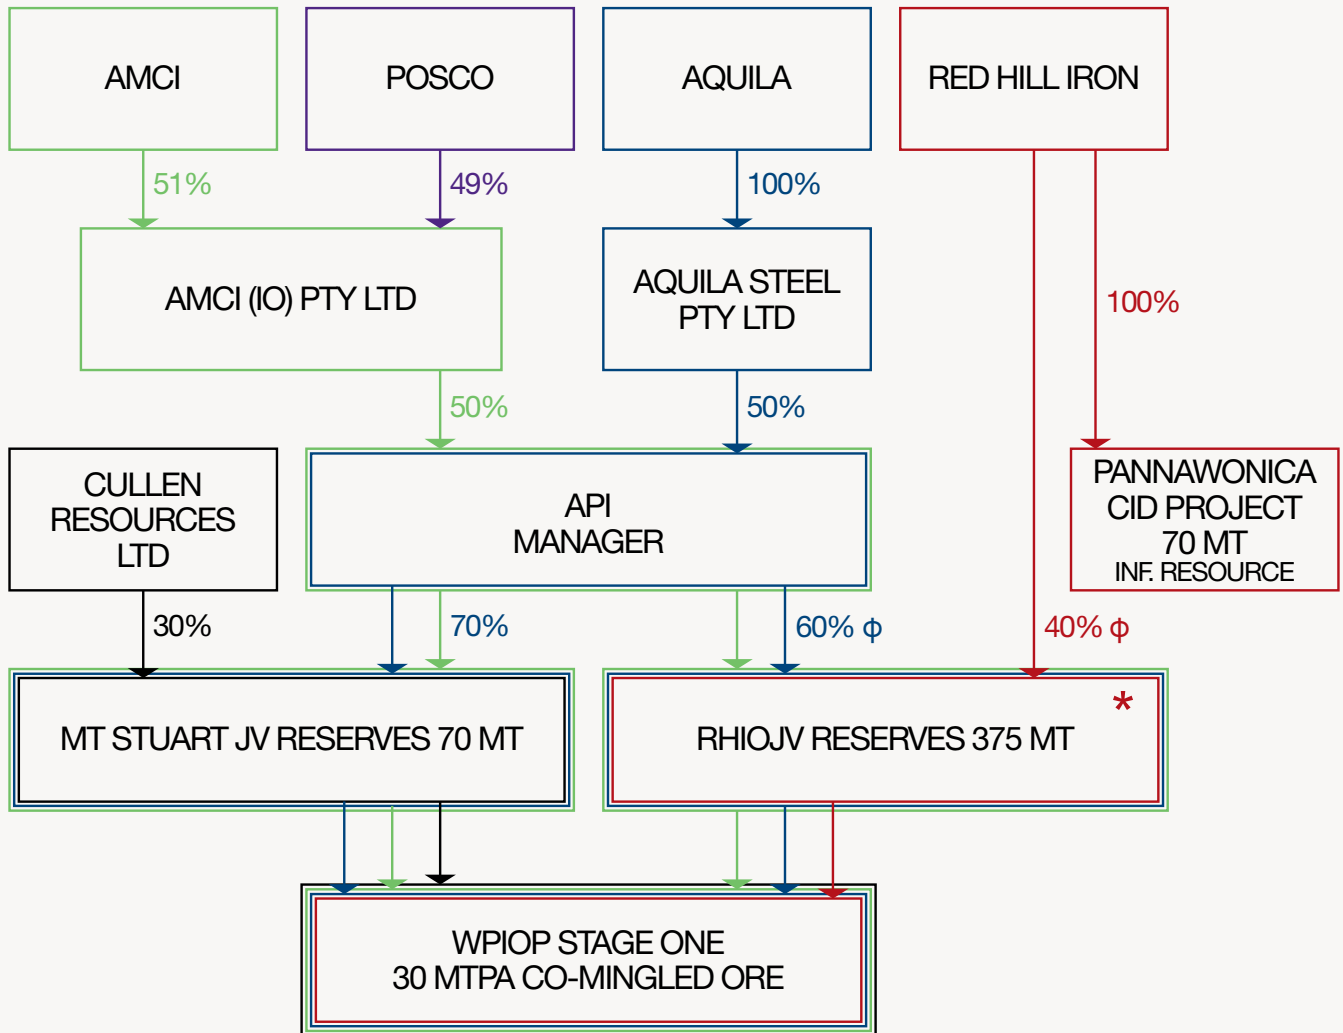 AMCI
POSCO
AQUILA
RED HILL IRON
51%
49%
100%
AMCI (IO) PTY LTD
AQUILA STEEL
PTY LTD
100%
50%
50%
CULLEN
RESOURCES
LTD
API
MANAGER
PANNAWONICA
CID PROJECT
70 MT
INF. RESOURCE
30%
70%
60% φ
40% φ
MT STUART JV RESERVES 70 MT
RHIOJV RESERVES 375 MT
*
WPIOP STAGE ONE
30 MTPA CO-MINGLED ORE